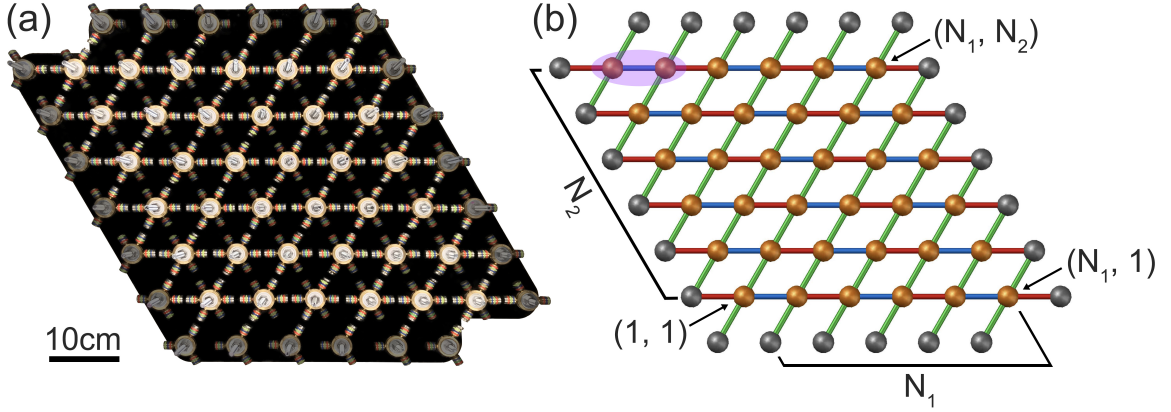 (a)
(b)
(N₁, N₂)
N₂
(N₁, 1)
(1, 1)
10cm
N₁